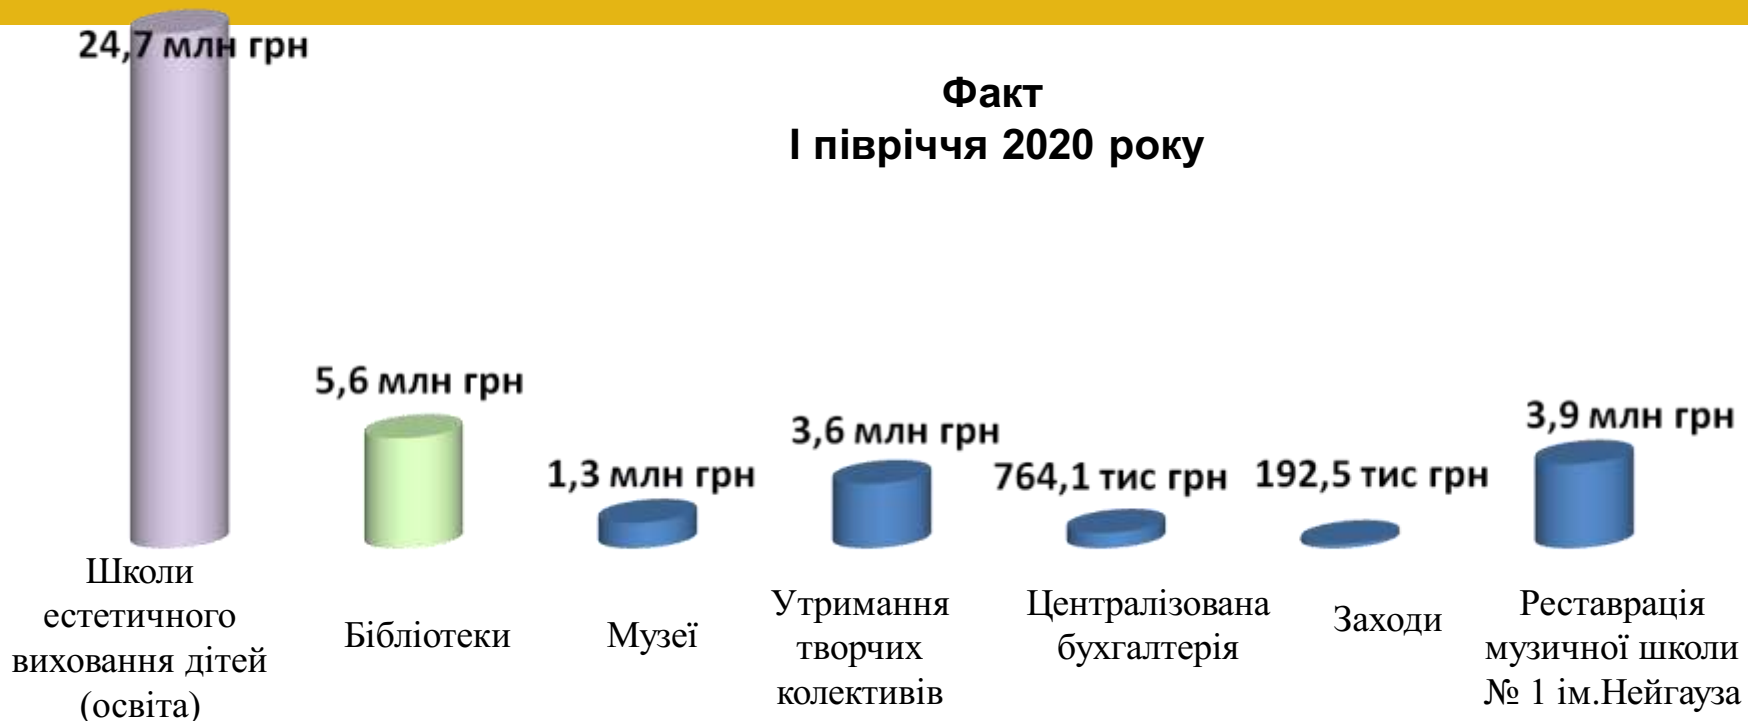 24,7 млн грн
Факт
І півріччя 2020 року
5,6 млн грн
1,3 млн грн
3,6 млн грн
764,1 тис грн
192,5 тис грн
3,9 млн грн
Школи
естетичного
виховання дітей
(освіта)
Бібліотеки
Музеї
Утримання
творчих
колективів
Централізована
бухгалтерія
Заходи
Реставрація
музичної школи
№ 1 ім.Нейгауза